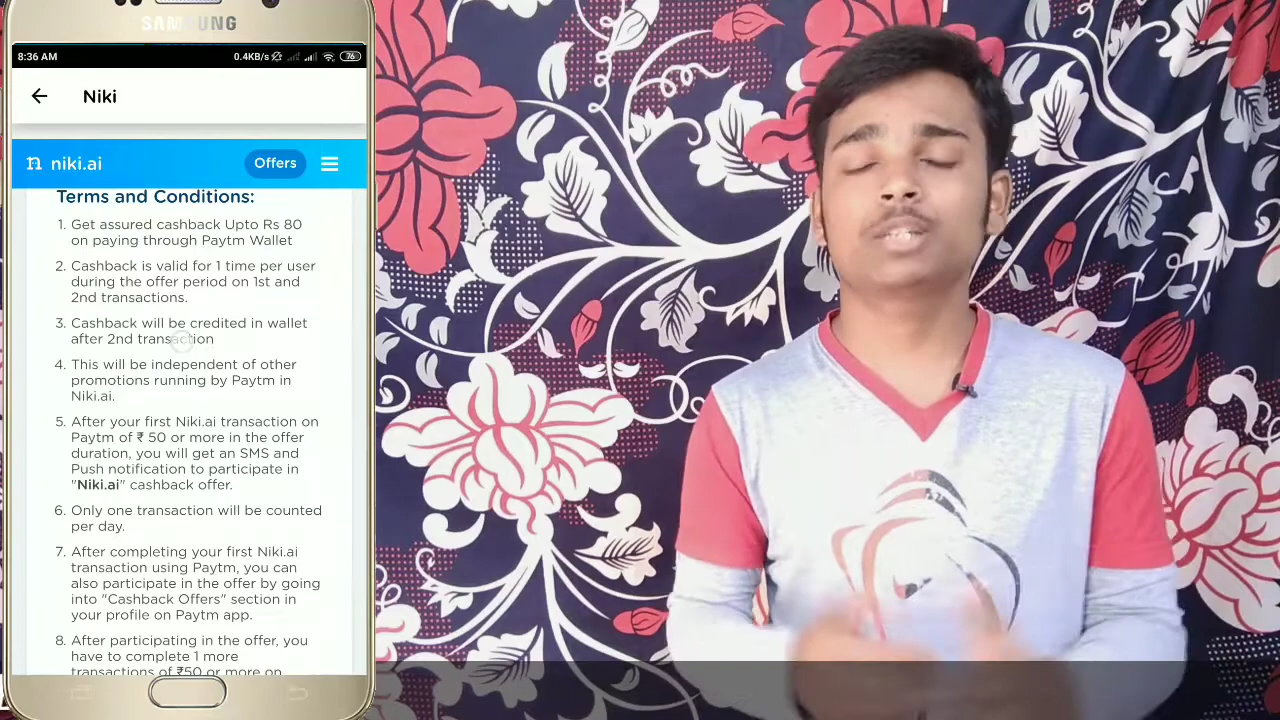 SAMSUNG
8:36 AM
0.4KB/s
76
Niki
niki.ai
Offers
Terms and Conditions:
1. Get assured cashback Upto Rs 80
on paying through Paytm Wallet
2. Cashback is valid for 1 time per user
during the offer period on 1st and
2nd transactions.
3. Cashback will be credited in wallet
after 2nd transaction
4. This will be independent of other
promotions running by Paytm in
Niki.ai.
5. After your first Niki.ai transaction on
Paytm of ₹ 50 or more in the offer
duration, you will get an SMS and
Push notification to participate in
"Niki.ai" cashback offer.
6. Only one transaction will be counted
per day.
7. After completing your first Niki.ai
transaction using Paytm, you can
also participate in the offer by going
into "Cashback Offers" section in
your profile on Paytm app.
8. After participating in the offer, you
have to complete 1 more
transactions of ₹50 or more on